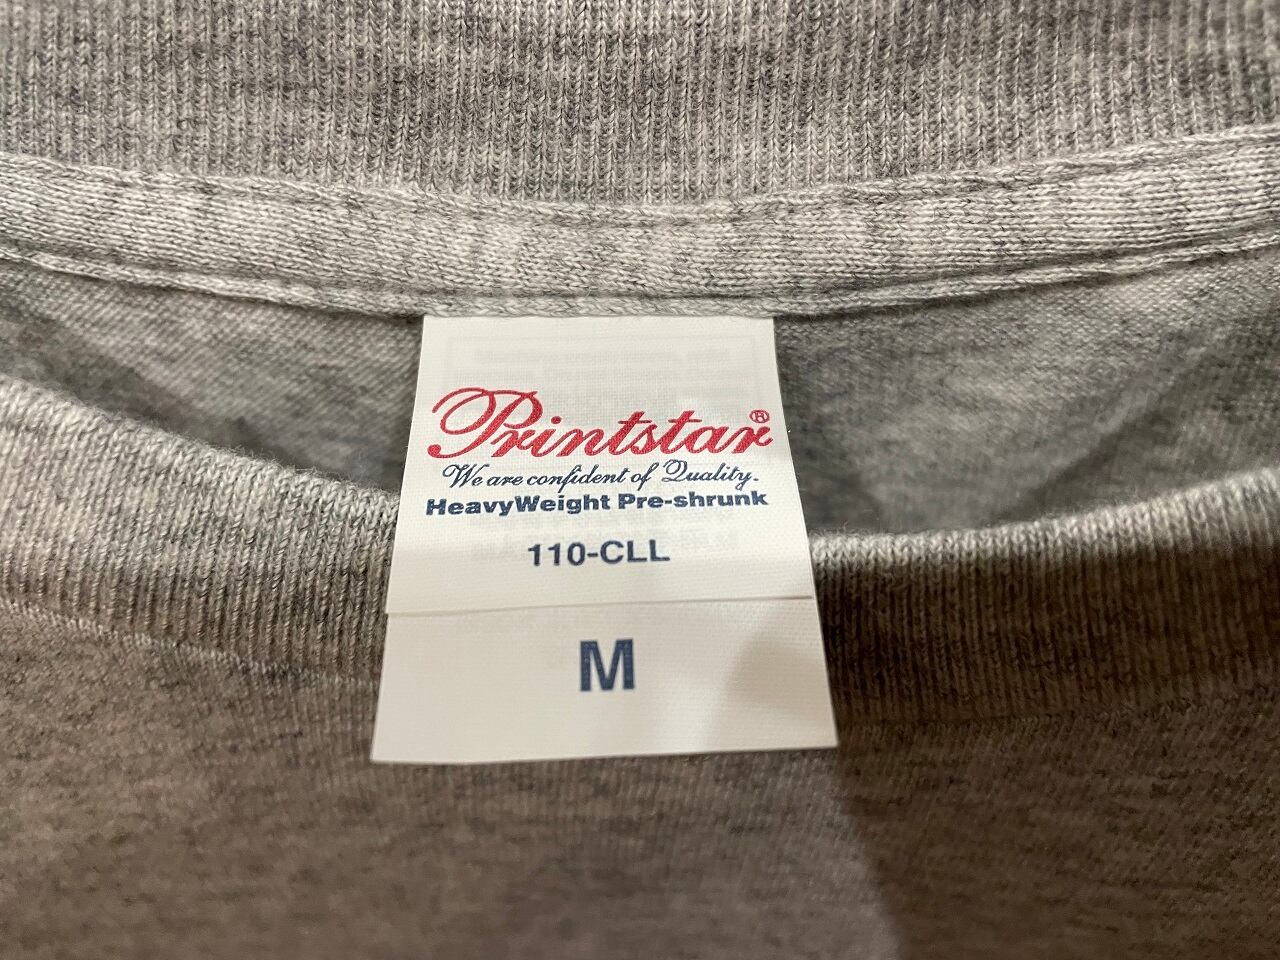 Printstar®
We are confident of Quality.
HeavyWeight Pre-shrunk
110-CLL
M